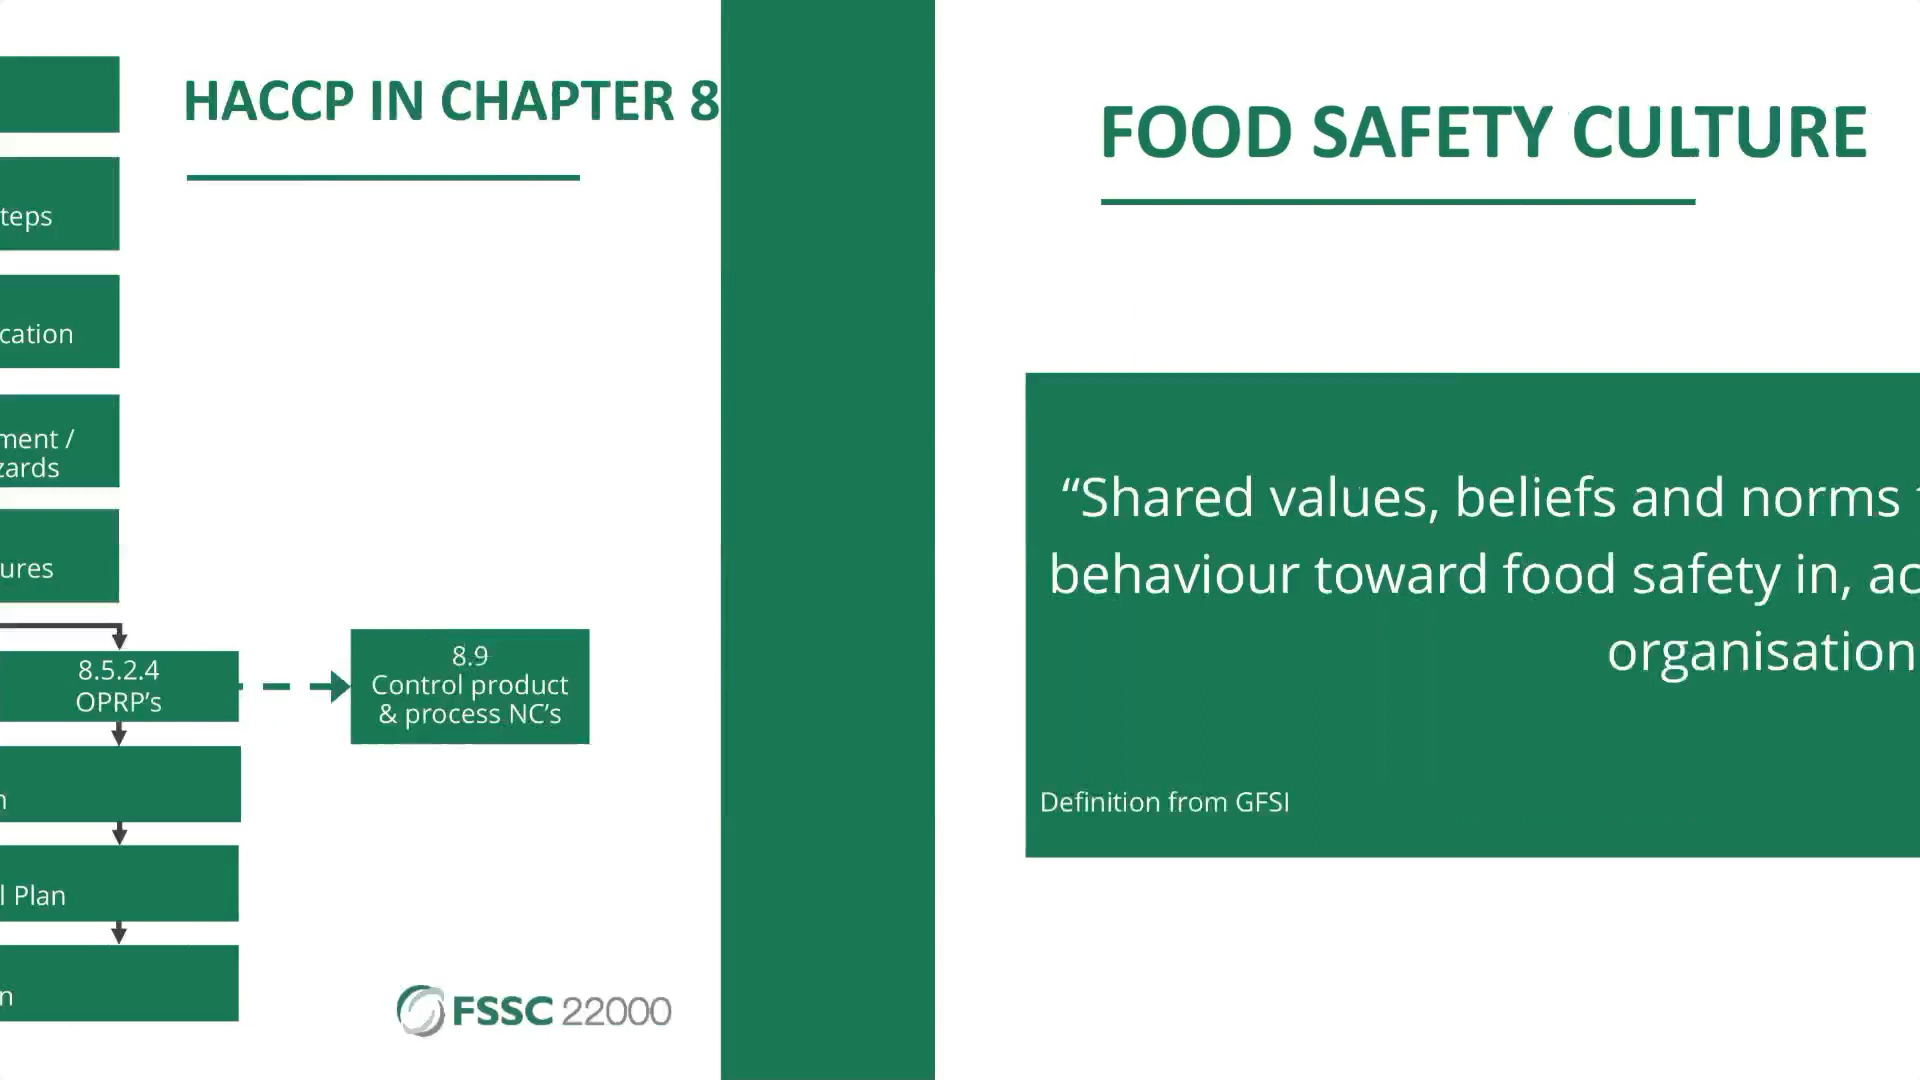 HACCP IN CHAPTER 8
teps
cation
ment /
zards
ures
8.5.2.4
OPRP’s
8.9
Control product
& process NC’s
n
l Plan
n
FSSC 22000
FOOD SAFETY CULTURE
“Shared values, beliefs and norms
behaviour toward food safety in, ac
organisation
Definition from GFSI